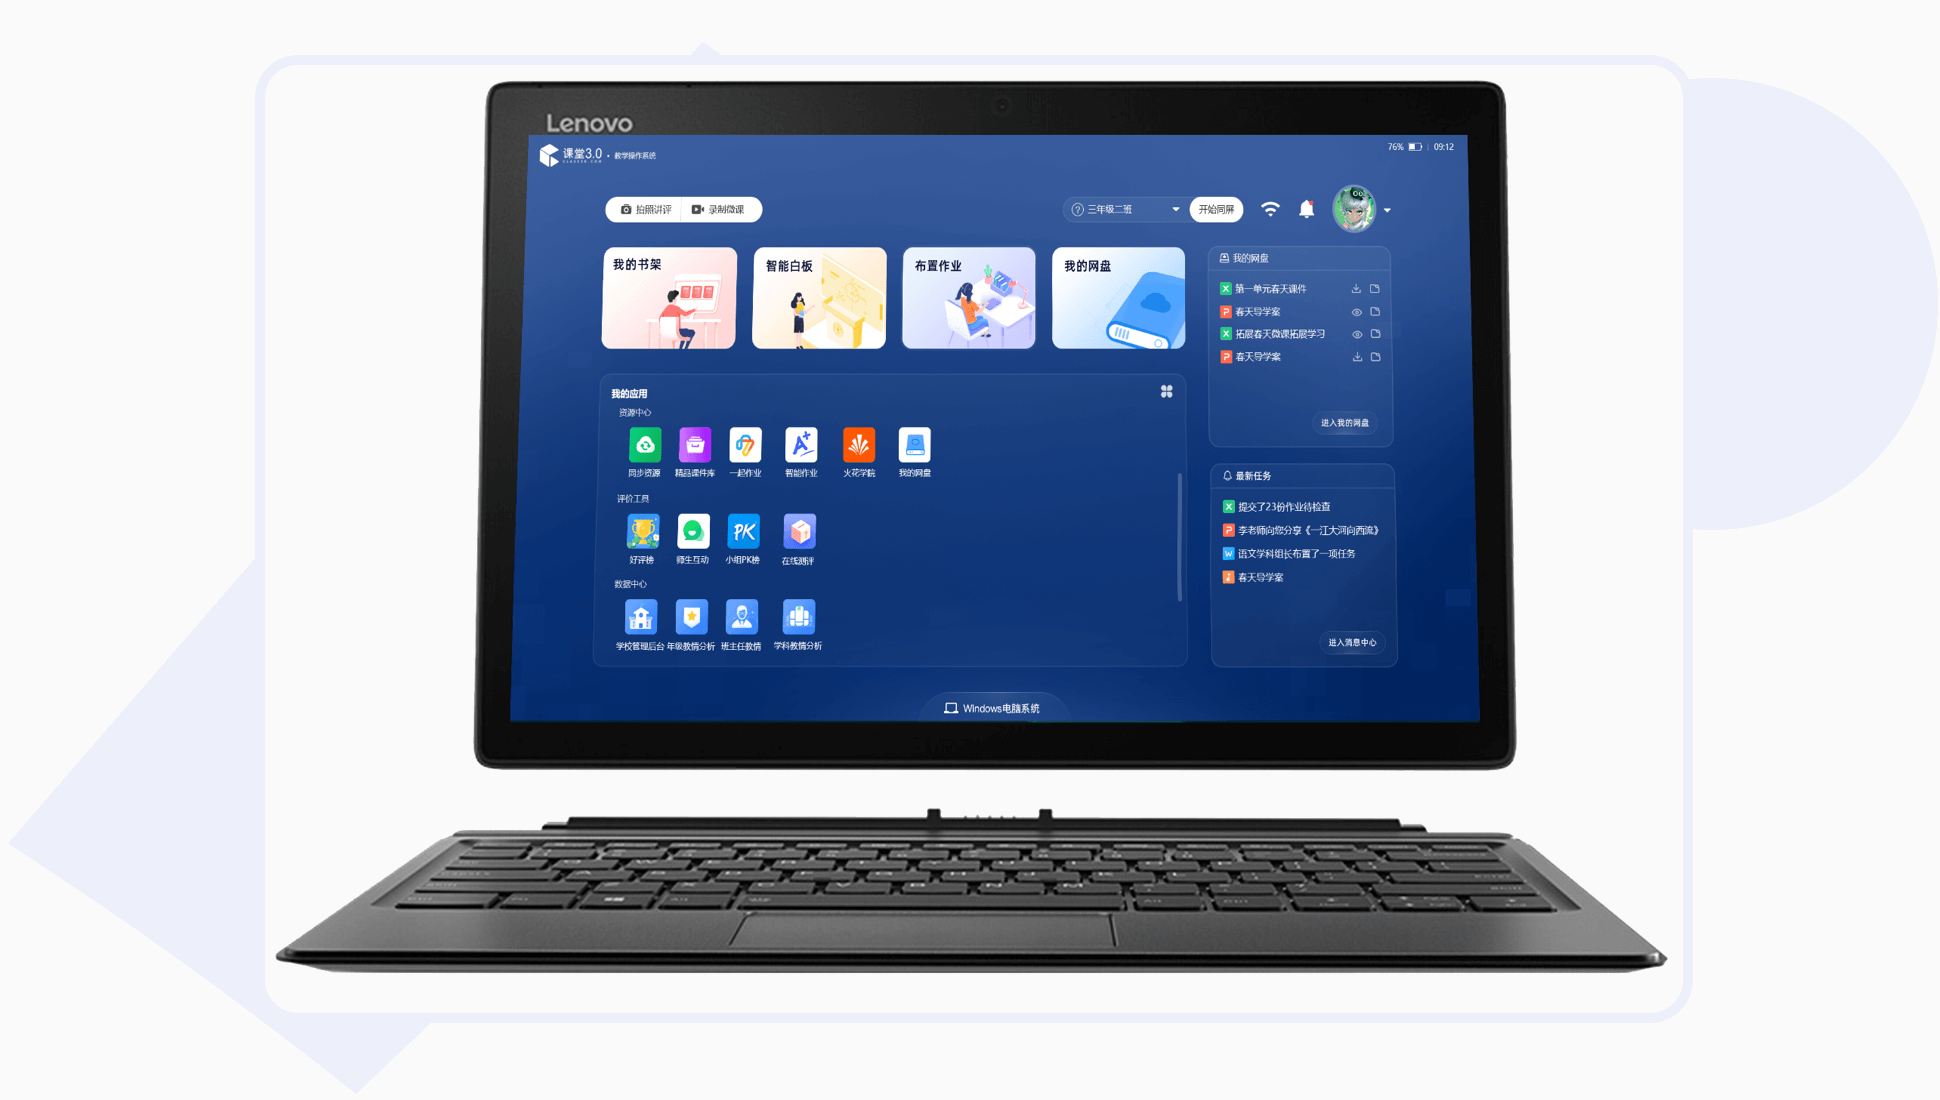 Lenovo
课堂3.0 · 教学操作系统
76% 09:12
拍照讲评 录制微课
三年级二班 开始同屏
我的书架
智能白板
布置作业
我的网盘
我的网盘
第一单元春天课件
春天导学案
拓展春天微课拓展学习
春天导学案
进入我的网盘
我的应用
资源中心
同步资源 精品课件库 一起作业 智能作业 火花学院 我的网盘
评价工具
好评榜 师生互动 小组PK榜 在线测评
PK
数据中心
学校管理后台 年级教情分析 班主任教情 学科教情分析
最新任务
提交了23份作业待检查
李老师向您分享《一江大河向西流》
语文学科组长布置了一项任务
春天导学案
进入消息中心
Windows电脑系统